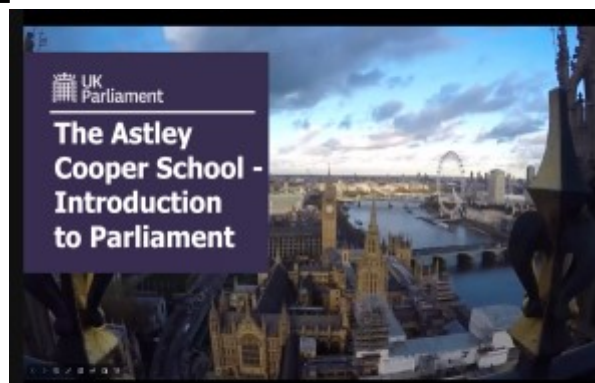 UK
Parliament
The Astley
Cooper School -
Introduction
to Parliament